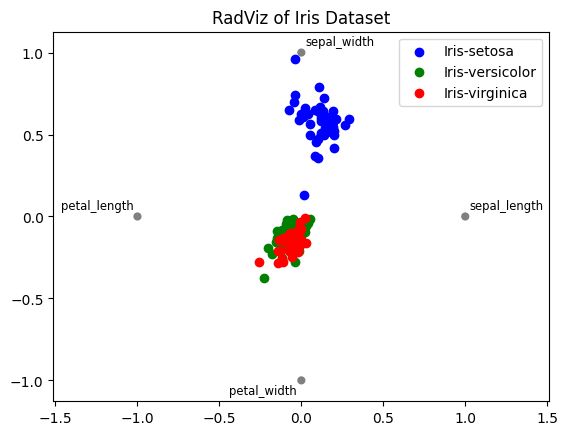 RadViz of Iris Dataset
sepal_width
Iris-setosa
Iris-versicolor
Iris-virginica
petal_length
sepal_length
petal_width
1.0
0.5
0.0
−0.5
−1.0
−1.5 −1.0 −0.5 0.0 0.5 1.0 1.5